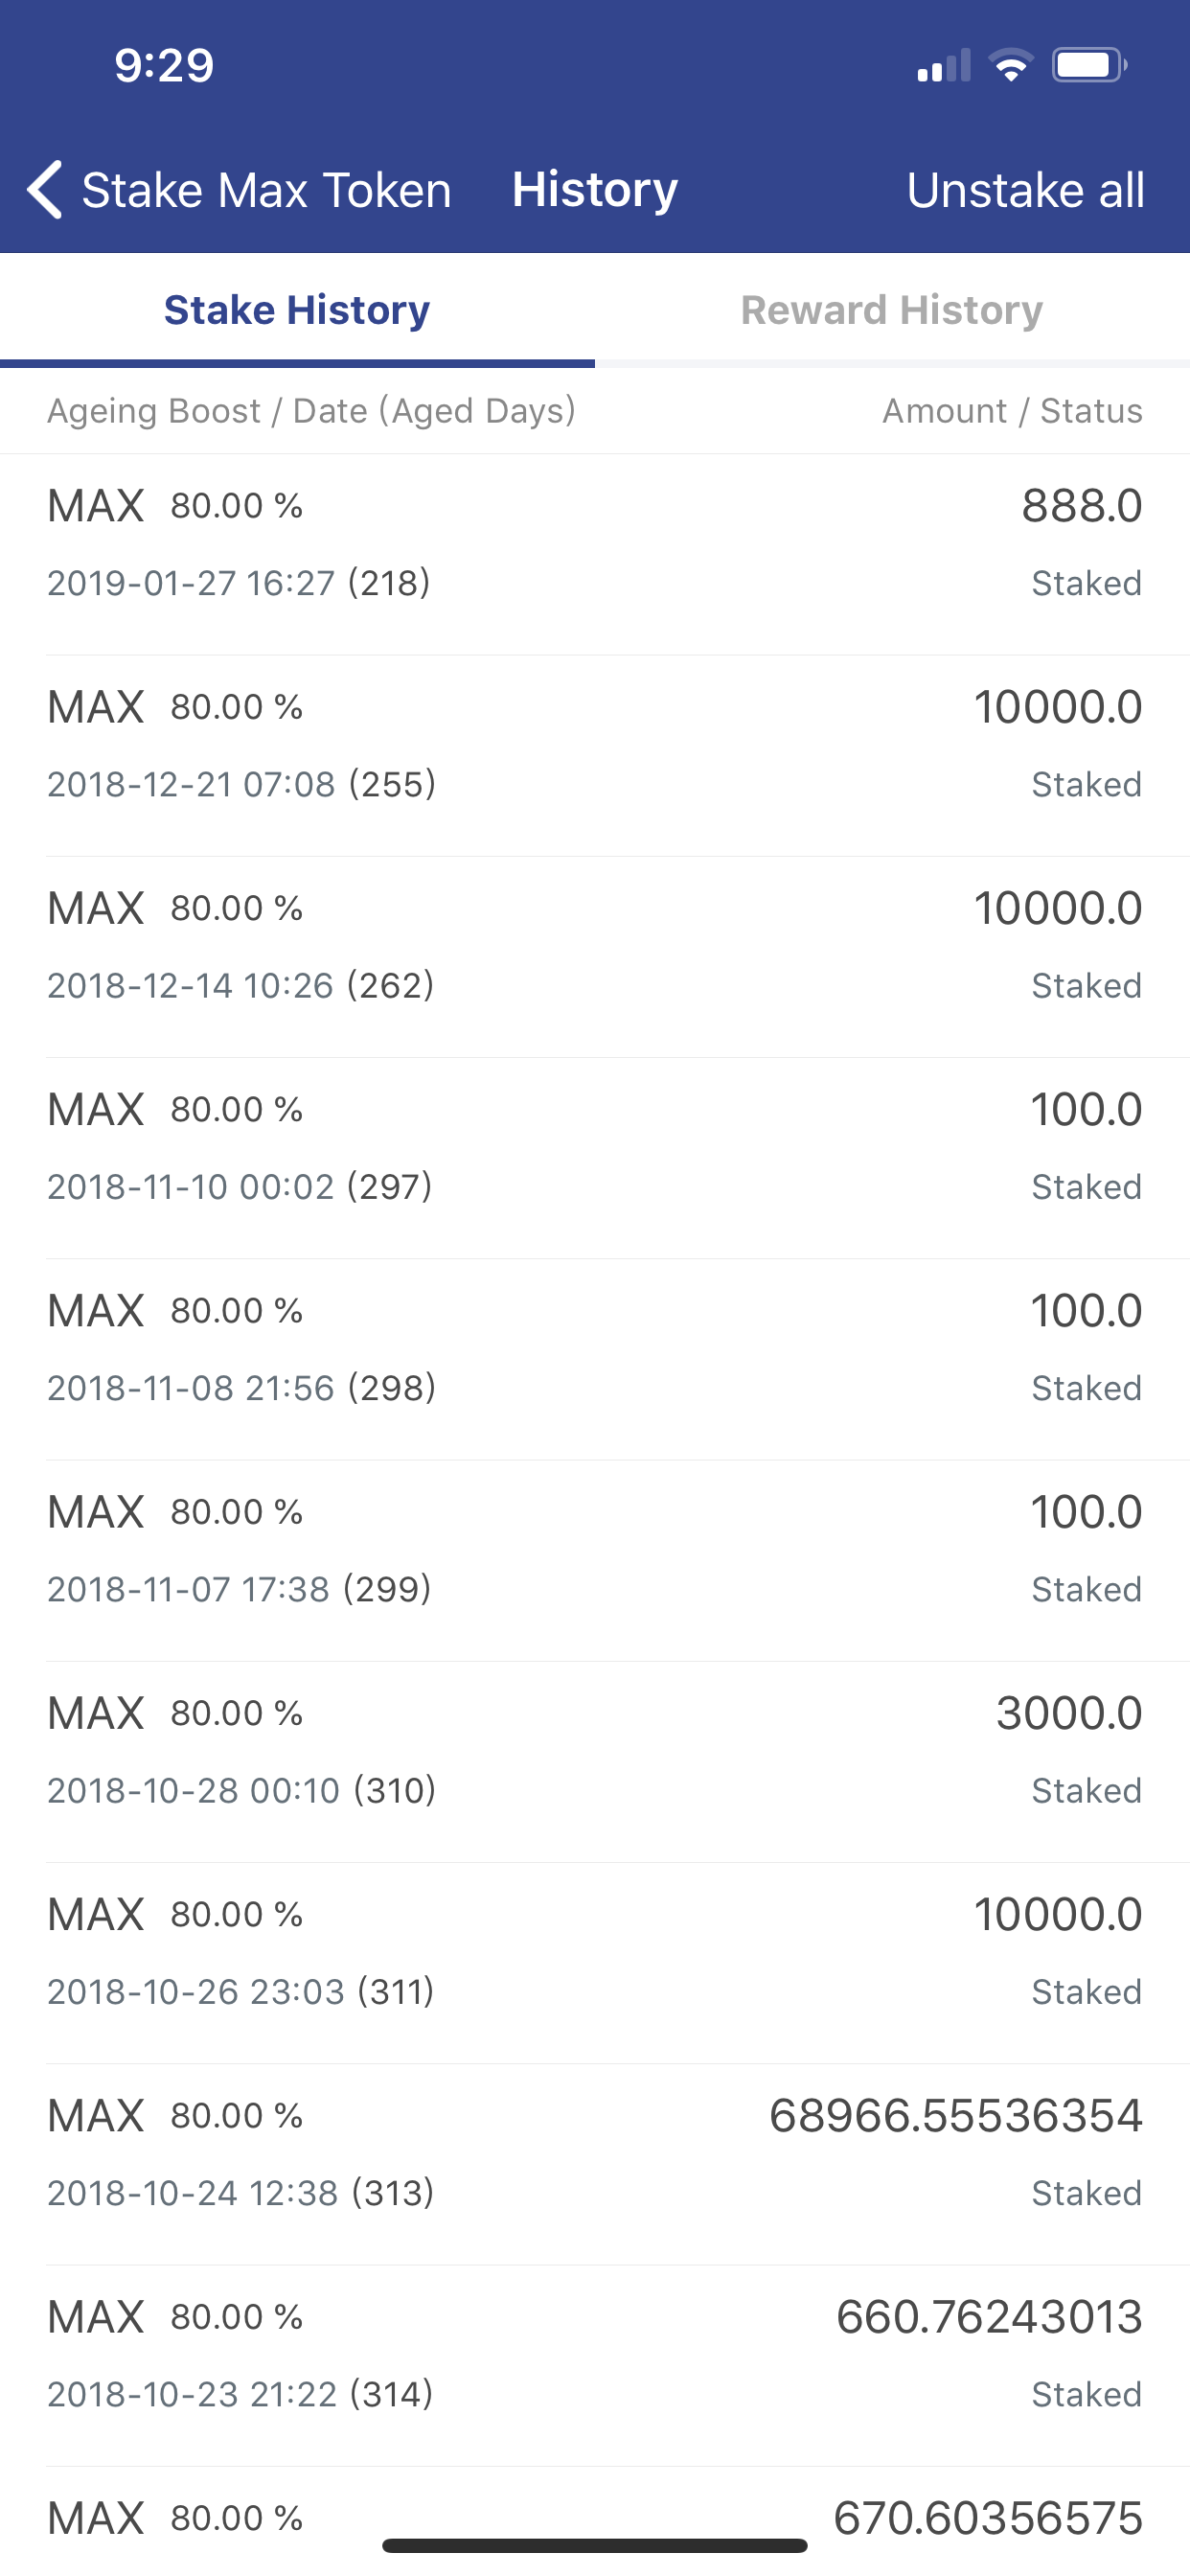 9:29
Stake Max Token History Unstake all
Stake History Reward History
Ageing Boost / Date (Aged Days) Amount / Status
MAX 80.00 % 888.0
2019-01-27 16:27 (218) Staked
MAX 80.00 % 10000.0
2018-12-21 07:08 (255) Staked
MAX 80.00 % 10000.0
2018-12-14 10:26 (262) Staked
MAX 80.00 % 100.0
2018-11-10 00:02 (297) Staked
MAX 80.00 % 100.0
2018-11-08 21:56 (298) Staked
MAX 80.00 % 100.0
2018-11-07 17:38 (299) Staked
MAX 80.00 % 3000.0
2018-10-28 00:10 (310) Staked
MAX 80.00 % 10000.0
2018-10-26 23:03 (311) Staked
MAX 80.00 % 68966.55536354
2018-10-24 12:38 (313) Staked
MAX 80.00 % 660.76243013
2018-10-23 21:22 (314) Staked
MAX 80.00 % 670.60356575